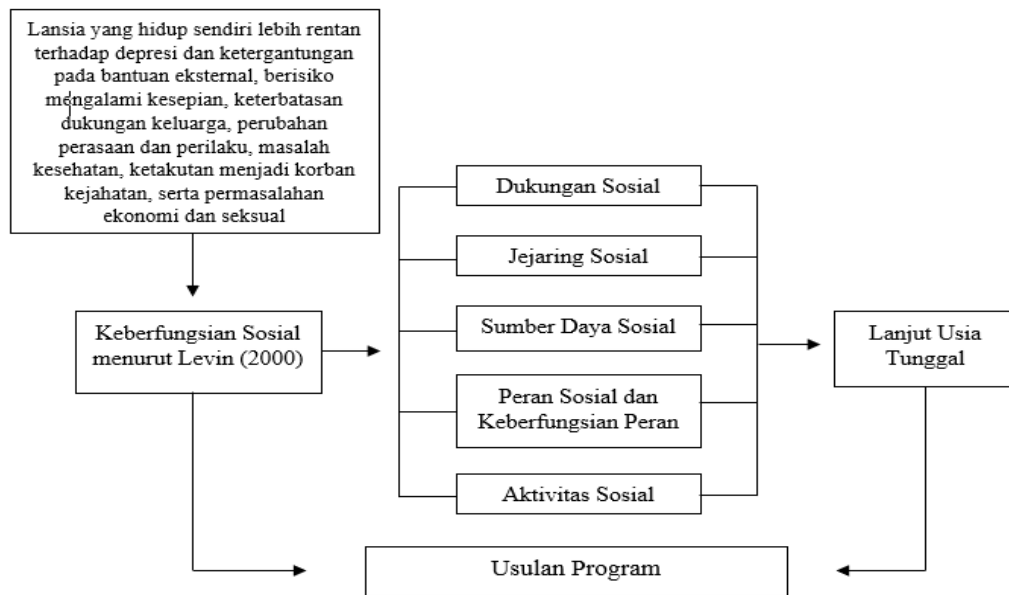 Lansia yang hidup sendiri lebih rentan
terhadap depresi dan ketergantungan
pada bantuan eksternal, berisiko
mengalami kesepian, keterbatasan
dukungan keluarga, perubahan
perasaan dan perilaku, masalah
kesehatan, ketakutan menjadi korban
kejahatan, serta permasalahan
ekonomi dan seksual
Keberfungsian Sosial
menurut Levin (2000)
Dukungan Sosial
Jejaring Sosial
Sumber Daya Sosial
Peran Sosial dan
Keberfungsian Peran
Aktivitas Sosial
Lanjut Usia
Tunggal
Usulan Program